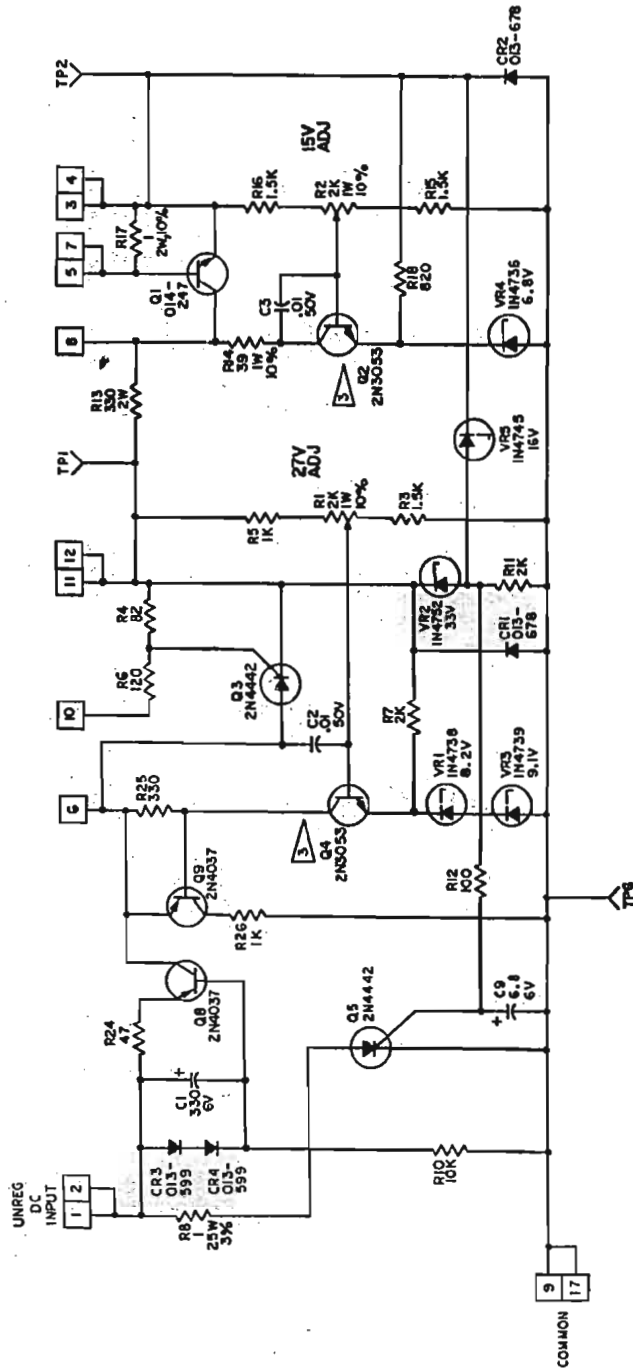 UNREG
DC
INPUT
1
2
R8
1
25W
3%
CR3
013-
599
CR4
013-
599
+
C1
330
6V
R24
47
Q8
2N4037
R10
10K
Q9
2N4037
R26
1K
R25
330
6
Q5
2N4442
+
C9
6.8
6V
R12
100
3
Q4
2N3053
VR1
1N4738
8.2V
VR3
1N4739
9.1V
R7
2K
C2
.01
50V
Q3
2N4442
10
R6
120
R4
82
11
12
TP1
VR2
1N4752
33V
CR1
013-
678
R11
2K
R5
1K
27V
ADJ
R1
2K
1W
10%
R3
1.5K
R13
330
2W
8
VR5
1N4745
16V
R14
39
1W
10%
3
Q2
2N3053
C3
.01
50V
Q1
014-
247
5
7
R17
1
2W,10%
3
4
TP2
R16
1.5K
15V
ADJ
R2
2K
1W
10%
R15
1.5K
R18
820
VR4
1N4736
6.8V
CR2
013-678
TP6
9
17
COMMON